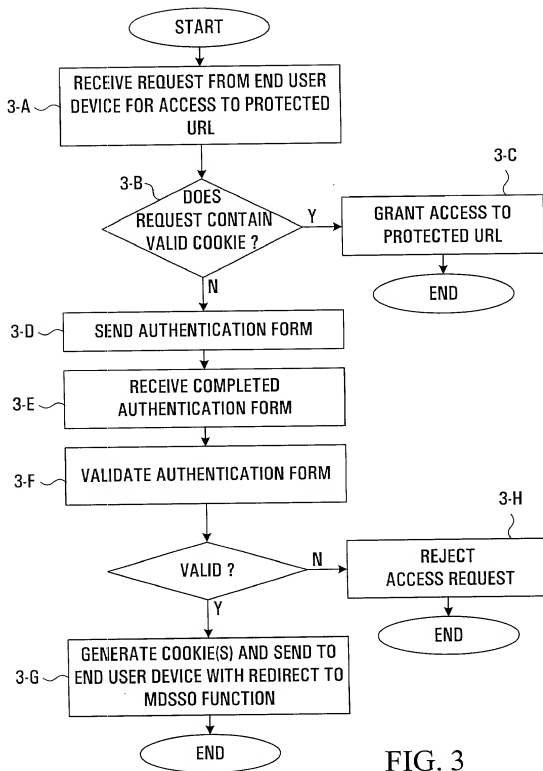 START
3-A
RECEIVE REQUEST FROM END USER
DEVICE FOR ACCESS TO PROTECTED
URL
3-B
DOES
REQUEST CONTAIN
VALID COOKIE ?
Y
3-C
GRANT ACCESS TO
PROTECTED URL
END
N
3-D
SEND AUTHENTICATION FORM
3-E
RECEIVE COMPLETED
AUTHENTICATION FORM
3-F
VALIDATE AUTHENTICATION FORM
VALID ?
N
3-H
REJECT
ACCESS REQUEST
END
Y
3-G
GENERATE COOKIE(S) AND SEND TO
END USER DEVICE WITH REDIRECT TO
MDSSO FUNCTION
END
FIG. 3